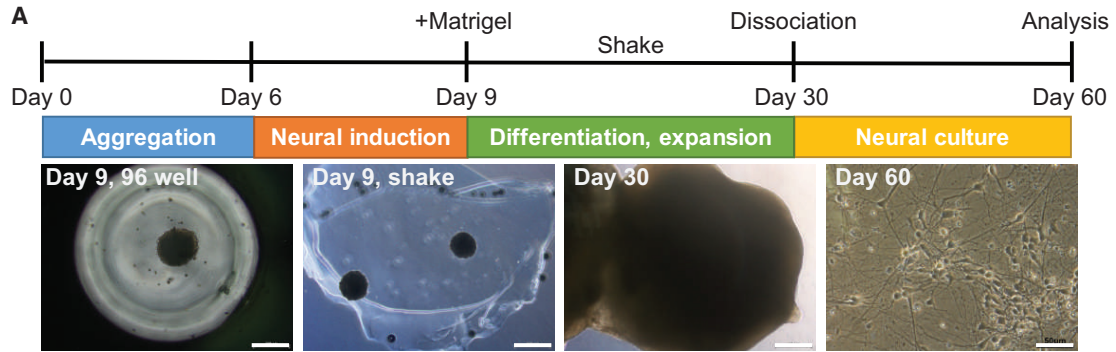 A
+Matrigel Dissociation Analysis
Shake
Day 0 Day 6 Day 9 Day 30 Day 60
Aggregation Neural induction Differentiation, expansion Neural culture
Day 9, 96 well Day 9, shake Day 30 Day 60
50um